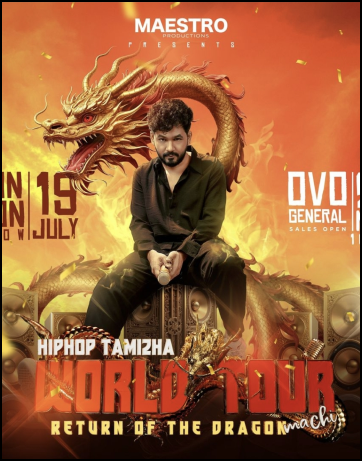 MAESTRO
PRODUCTIONS
PRESENTS
19
JULY
OVO
GENERAL
SALES OPEN
HIPHOP TAMIZHA
WORLD TOUR
RETURN OF THE DRAGON
machi